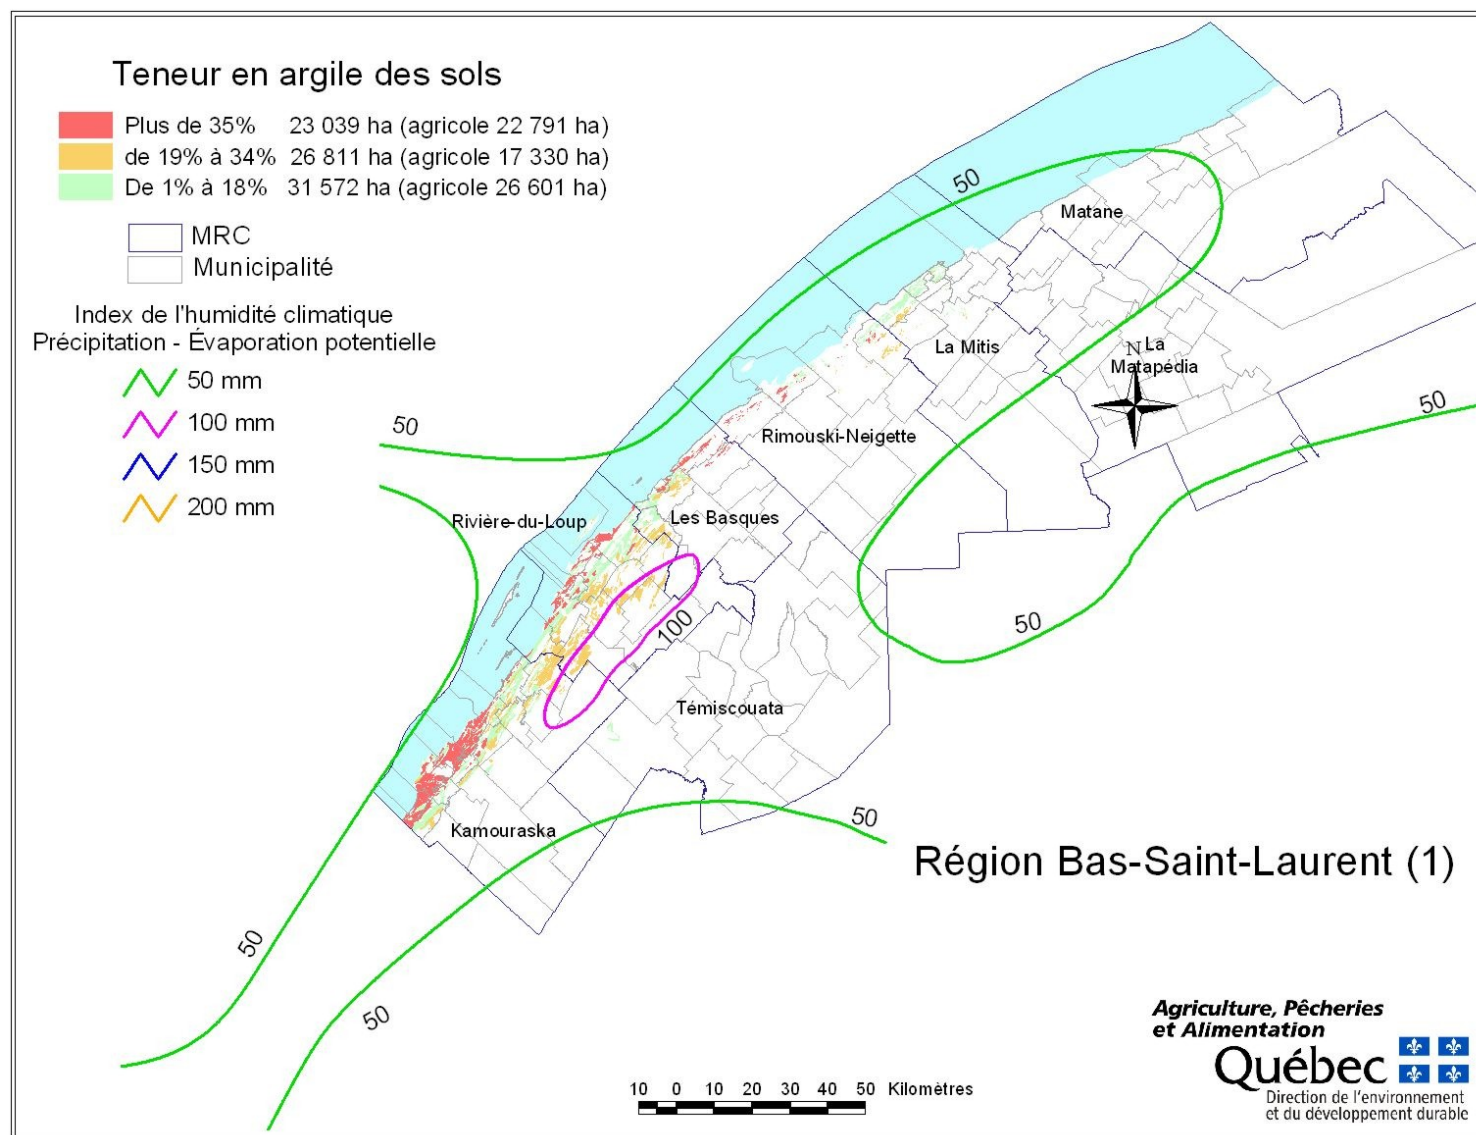 Teneur en argile des sols
Plus de 35% 23 039 ha (agricole 22 791 ha)
de 19% à 34% 26 811 ha (agricole 17 330 ha)
De 1% à 18% 31 572 ha (agricole 26 601 ha)
MRC
Municipalité
Index de l'humidité climatique
Précipitation - Évaporation potentielle
50 mm
100 mm
150 mm
200 mm
50
Matane
La Mitis
N
La
Matapédia
50
50
Rimouski-Neigette
Rivière-du-Loup
Les Basques
100
50
Témiscouata
50
Kamouraska
Région Bas-Saint-Laurent (1)
50
50
Agriculture, Pêcheries
et Alimentation
Québec
Direction de l'environnement
et du développement durable
10 0 10 20 30 40 50 Kilomètres